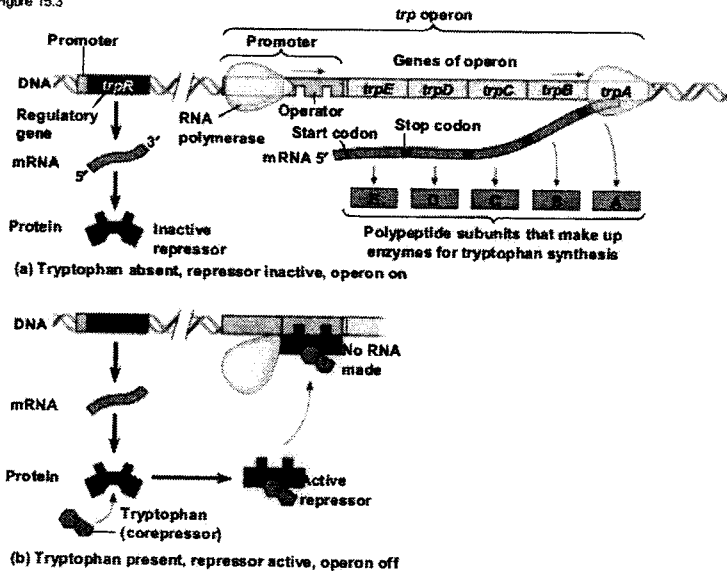 Figure 15.3
trp operon
Promoter
Promoter
Genes of operon
DNA
trpR
trpE
trpD
trpC
trpB
trpA
Regulatory
gene
RNA
polymerase
Operator
Start codon
Stop codon
mRNA
3'
5'
mRNA 5'
E
D
C
B
A
Protein
Inactive
repressor
Polypeptide subunits that make up
enzymes for tryptophan synthesis
(a) Tryptophan absent, repressor inactive, operon on
DNA
No RNA
made
mRNA
Protein
Active
repressor
Tryptophan
(corepressor)
(b) Tryptophan present, repressor active, operon off